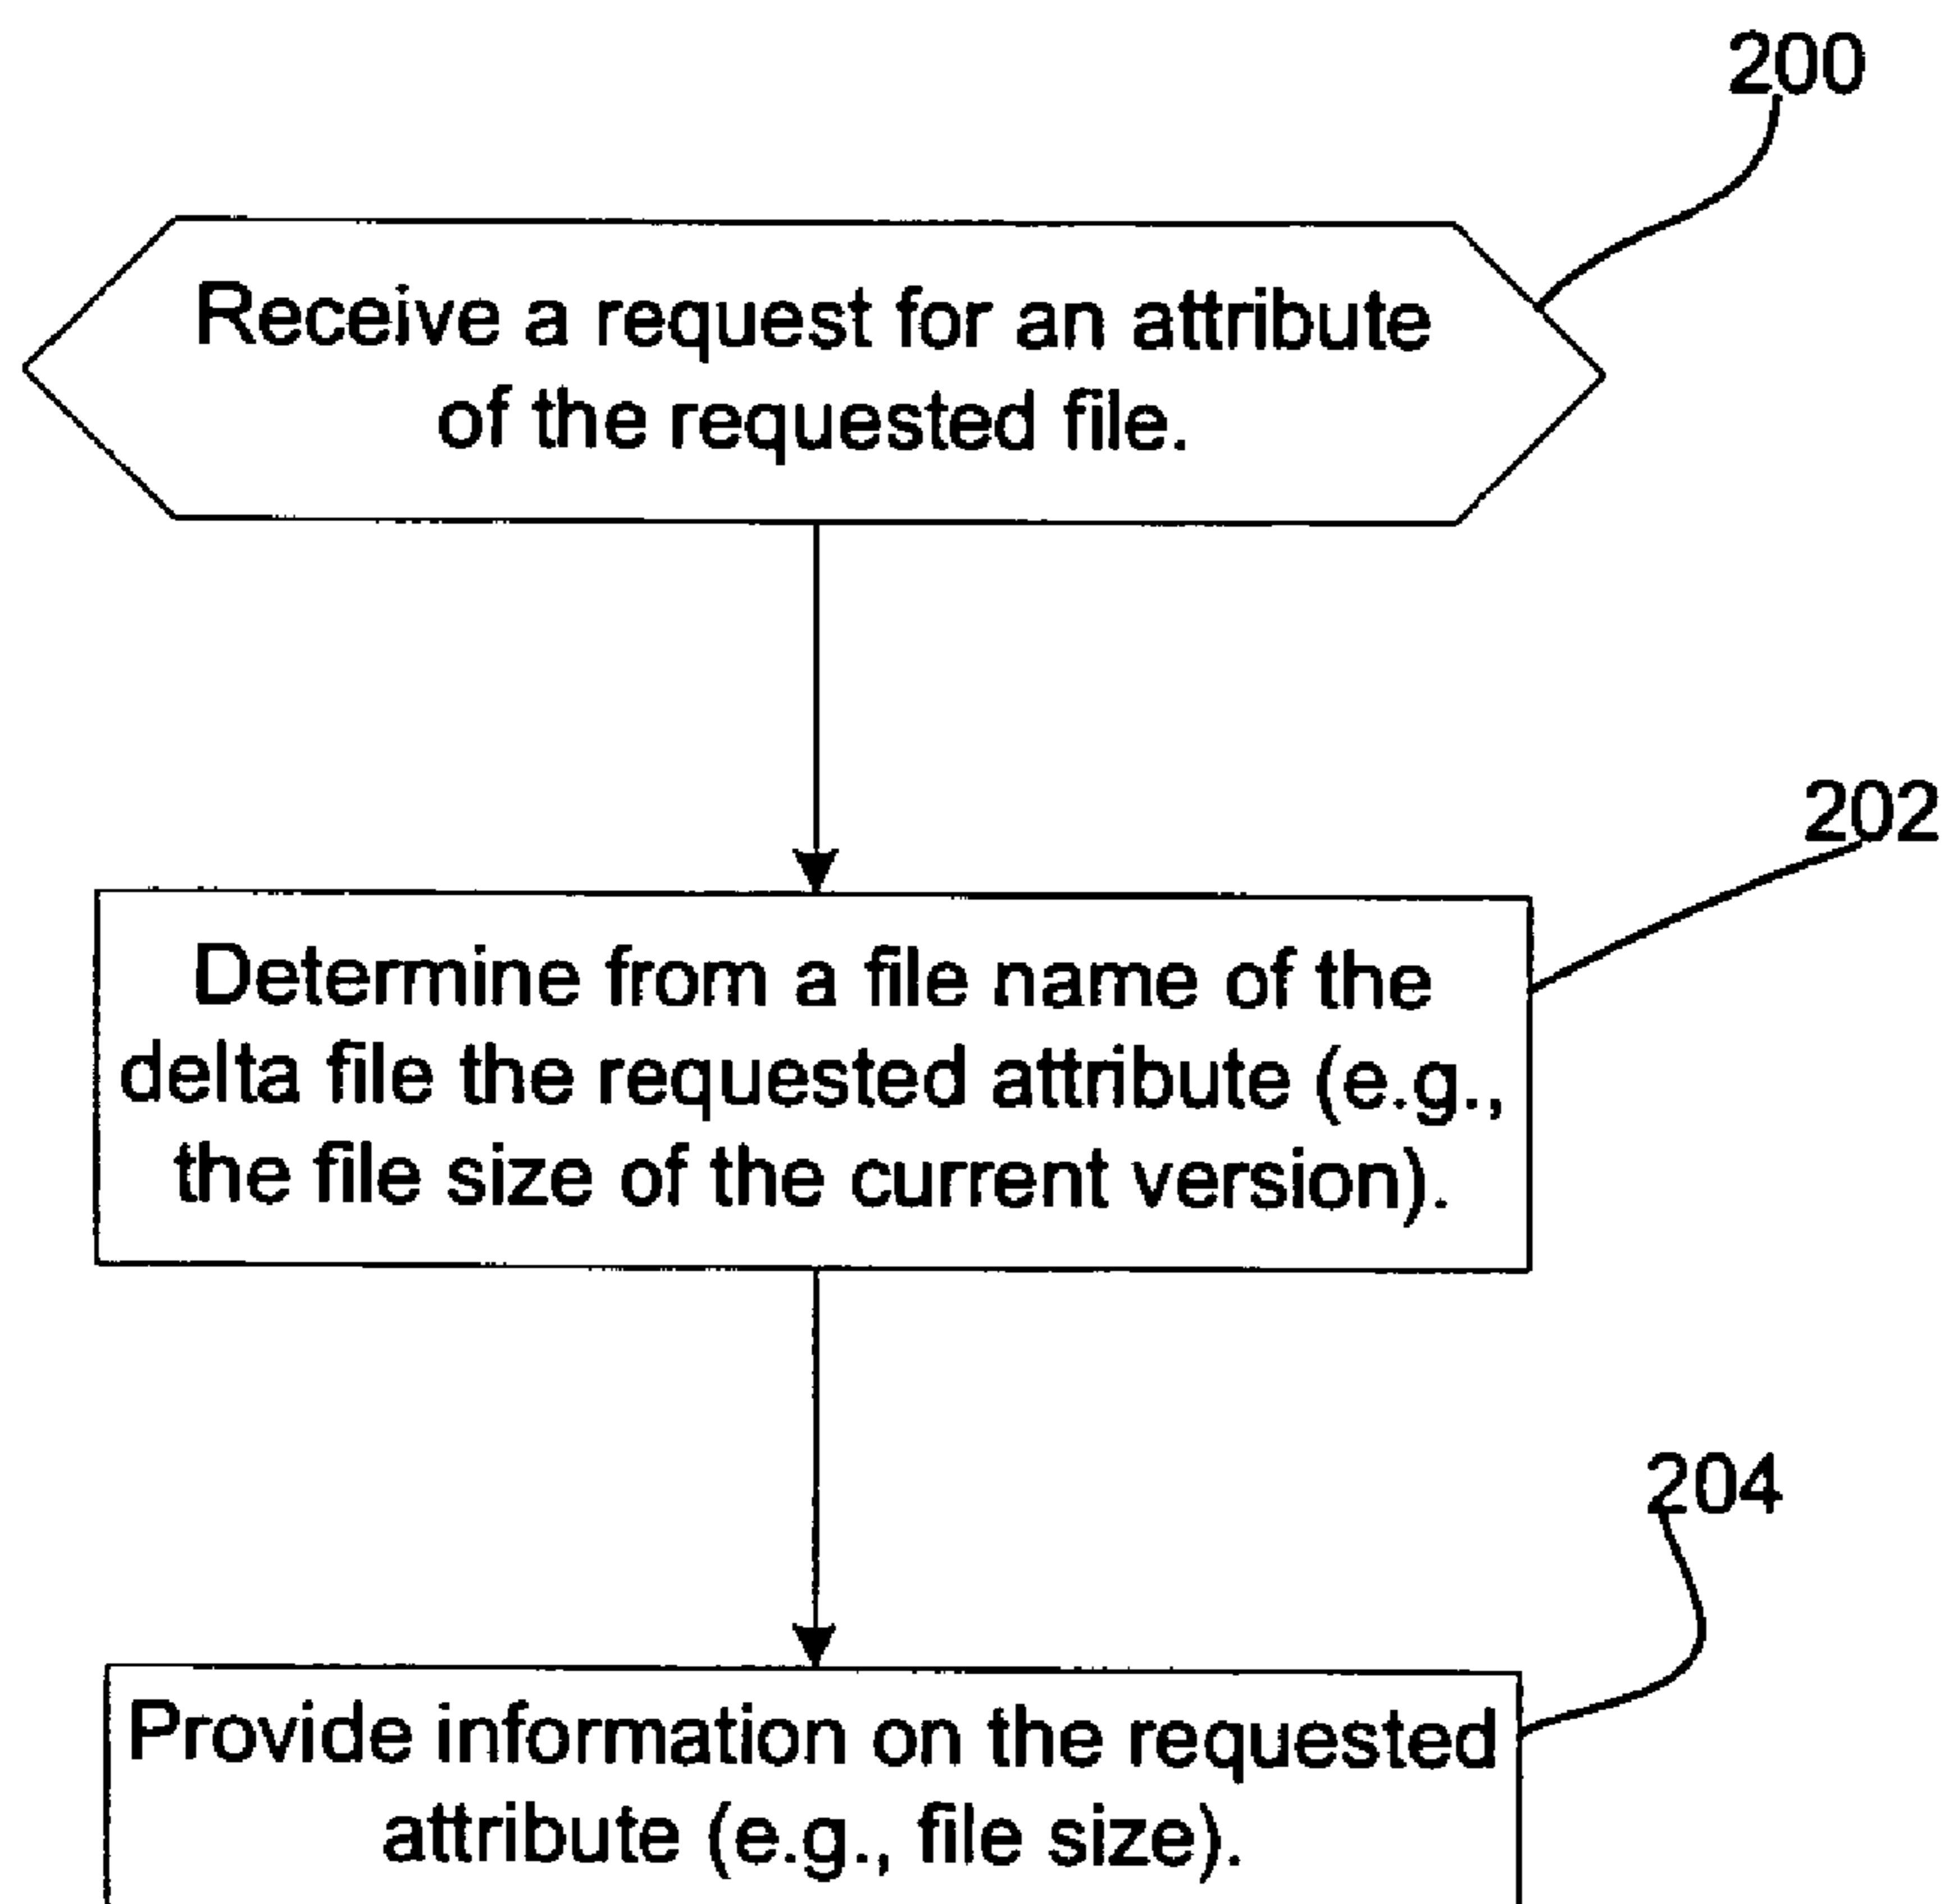 200
Receive a request for an attribute
of the requested file.
202
Determine from a file name of the
delta file the requested attribute (e.g.,
the file size of the current version).
204
Provide information on the requested
attribute (e.g., file size).